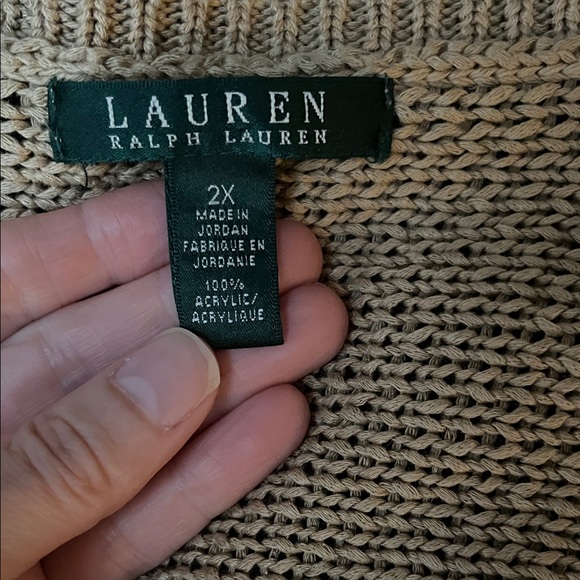 LAUREN
RALPH LAUREN
2X
MADE IN
JORDAN
FABRIQUE EN
JORDANIE
100%
ACRYLIC/
ACRYLIQUE